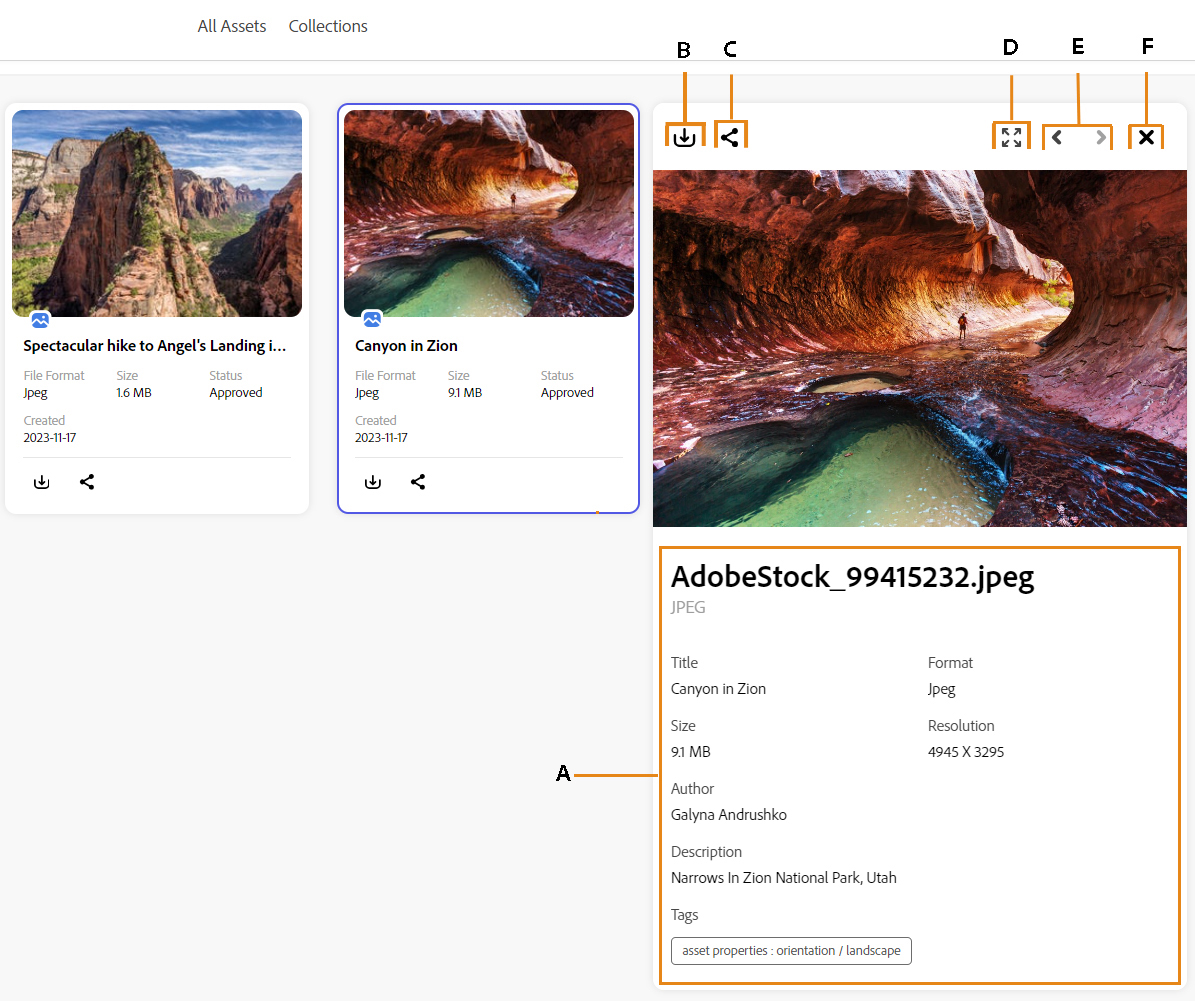 All Assets Collections
B C D E F
Spectacular hike to Angel's Landing i...
File Format Size Status
Jpeg 1.6 MB Approved
Created
2023-11-17
Canyon in Zion
File Format Size Status
Jpeg 9.1 MB Approved
Created
2023-11-17
AdobeStock_99415232.jpeg
JPEG
Title Format
Canyon in Zion Jpeg
Size Resolution
9.1 MB 4945 X 3295
A
Author
Galyna Andrushko
Description
Narrows In Zion National Park, Utah
Tags
asset properties : orientation / landscape